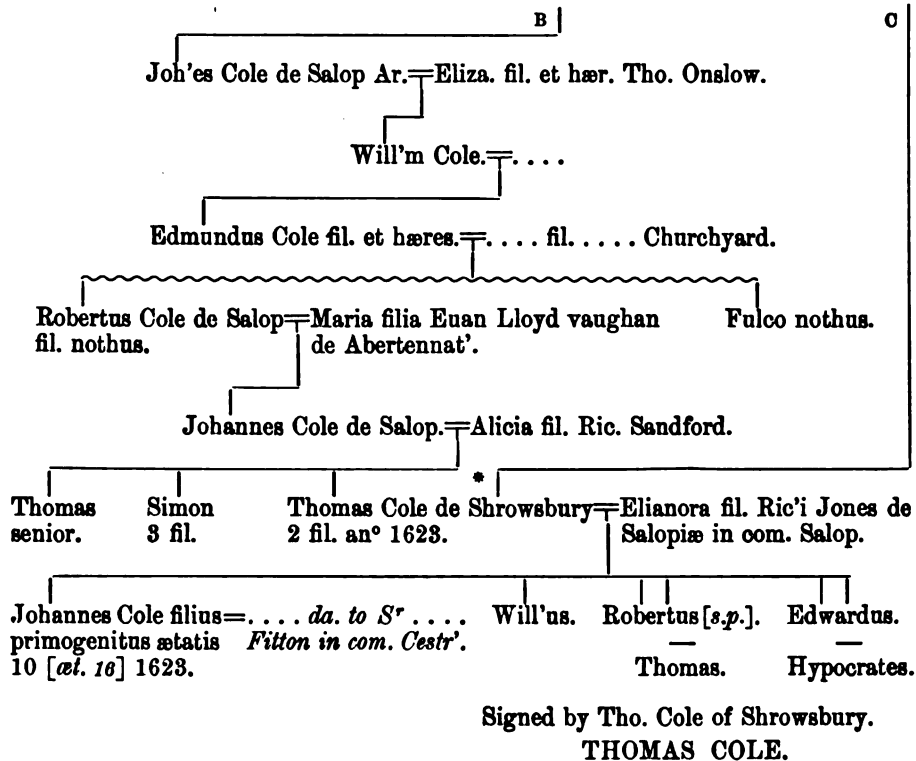 B C
Joh'es Cole de Salop Ar.=Eliza. fil. et hær. Tho. Onslow.
Will'm Cole.=. . . .
Edmundus Cole fil. et hæres.=. . . . fil. . . . . . Churchyard.
Robertus Cole de Salop=Maria filia Euan Lloyd vaughan Fulco nothus.
fil. nothus. de Abertennat'.
Johannes Cole de Salop.=Alicia fil. Ric. Sandford.
*
Thomas Simon Thomas Cole de Shrowsbury=Elianora fil. Ric'i Jones de
senior. 3 fil. 2 fil. anº 1623. Salopiæ in com. Salop.
Johannes Cole filius=. . . . da. to Sʳ . . . . Will'us. Robertus [s.p.]. Edwardus.
primogenitus ætatis Fitton in com. Cestr'. — —
10 [æt. 16] 1623. Thomas. Hypocrates.
Signed by Tho. Cole of Shrowsbury.
THOMAS COLE.